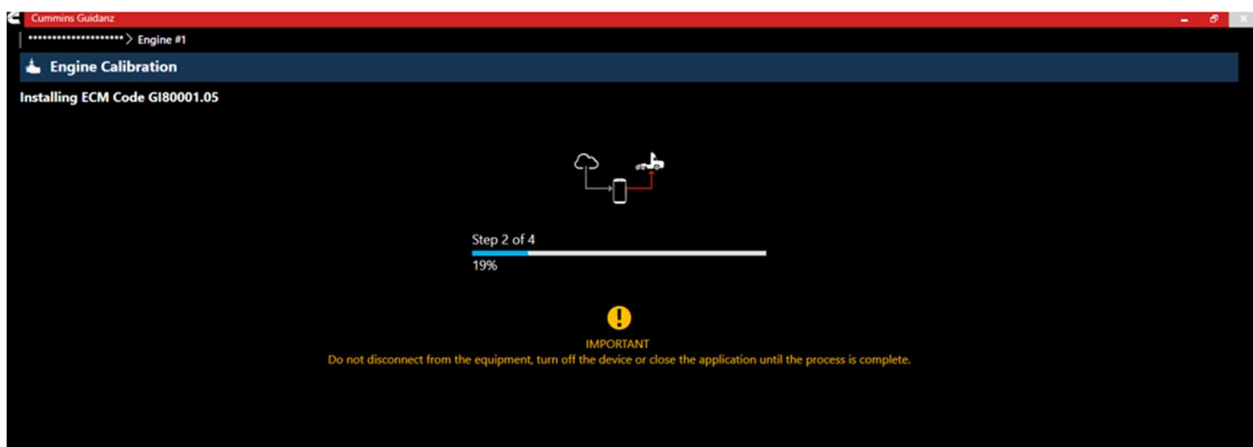 Cummins Guidanz
********************> Engine #1
Engine Calibration
Installing ECM Code GI80001.05
Step 2 of 4
19%
!
IMPORTANT
Do not disconnect from the equipment, turn off the device or close the application until the process is complete.